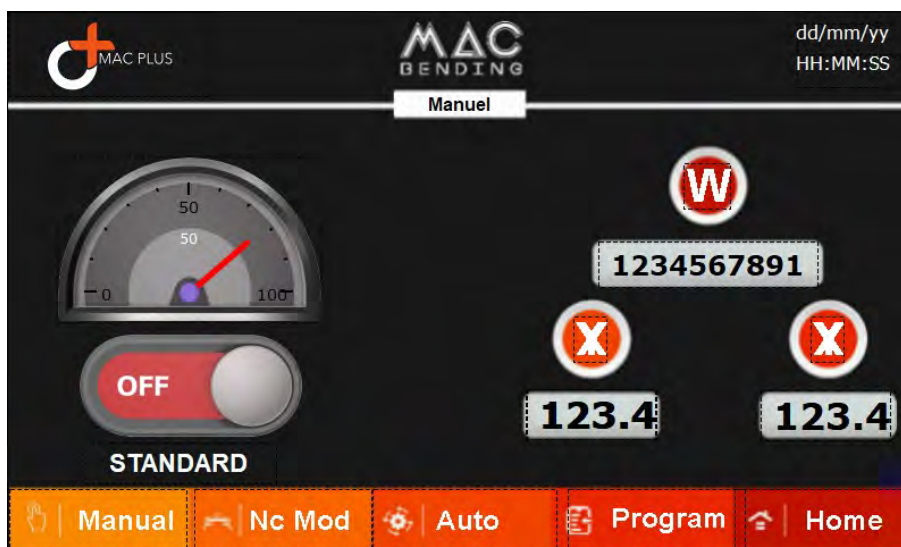 MAC PLUS
MAC
BENDING
dd/mm/yy
HH:MM:SS
Manuel
50
50
0
100
W
1234567891
X
X
OFF
123.4
123.4
STANDARD
Manual
Nc Mod
Auto
Program
Home